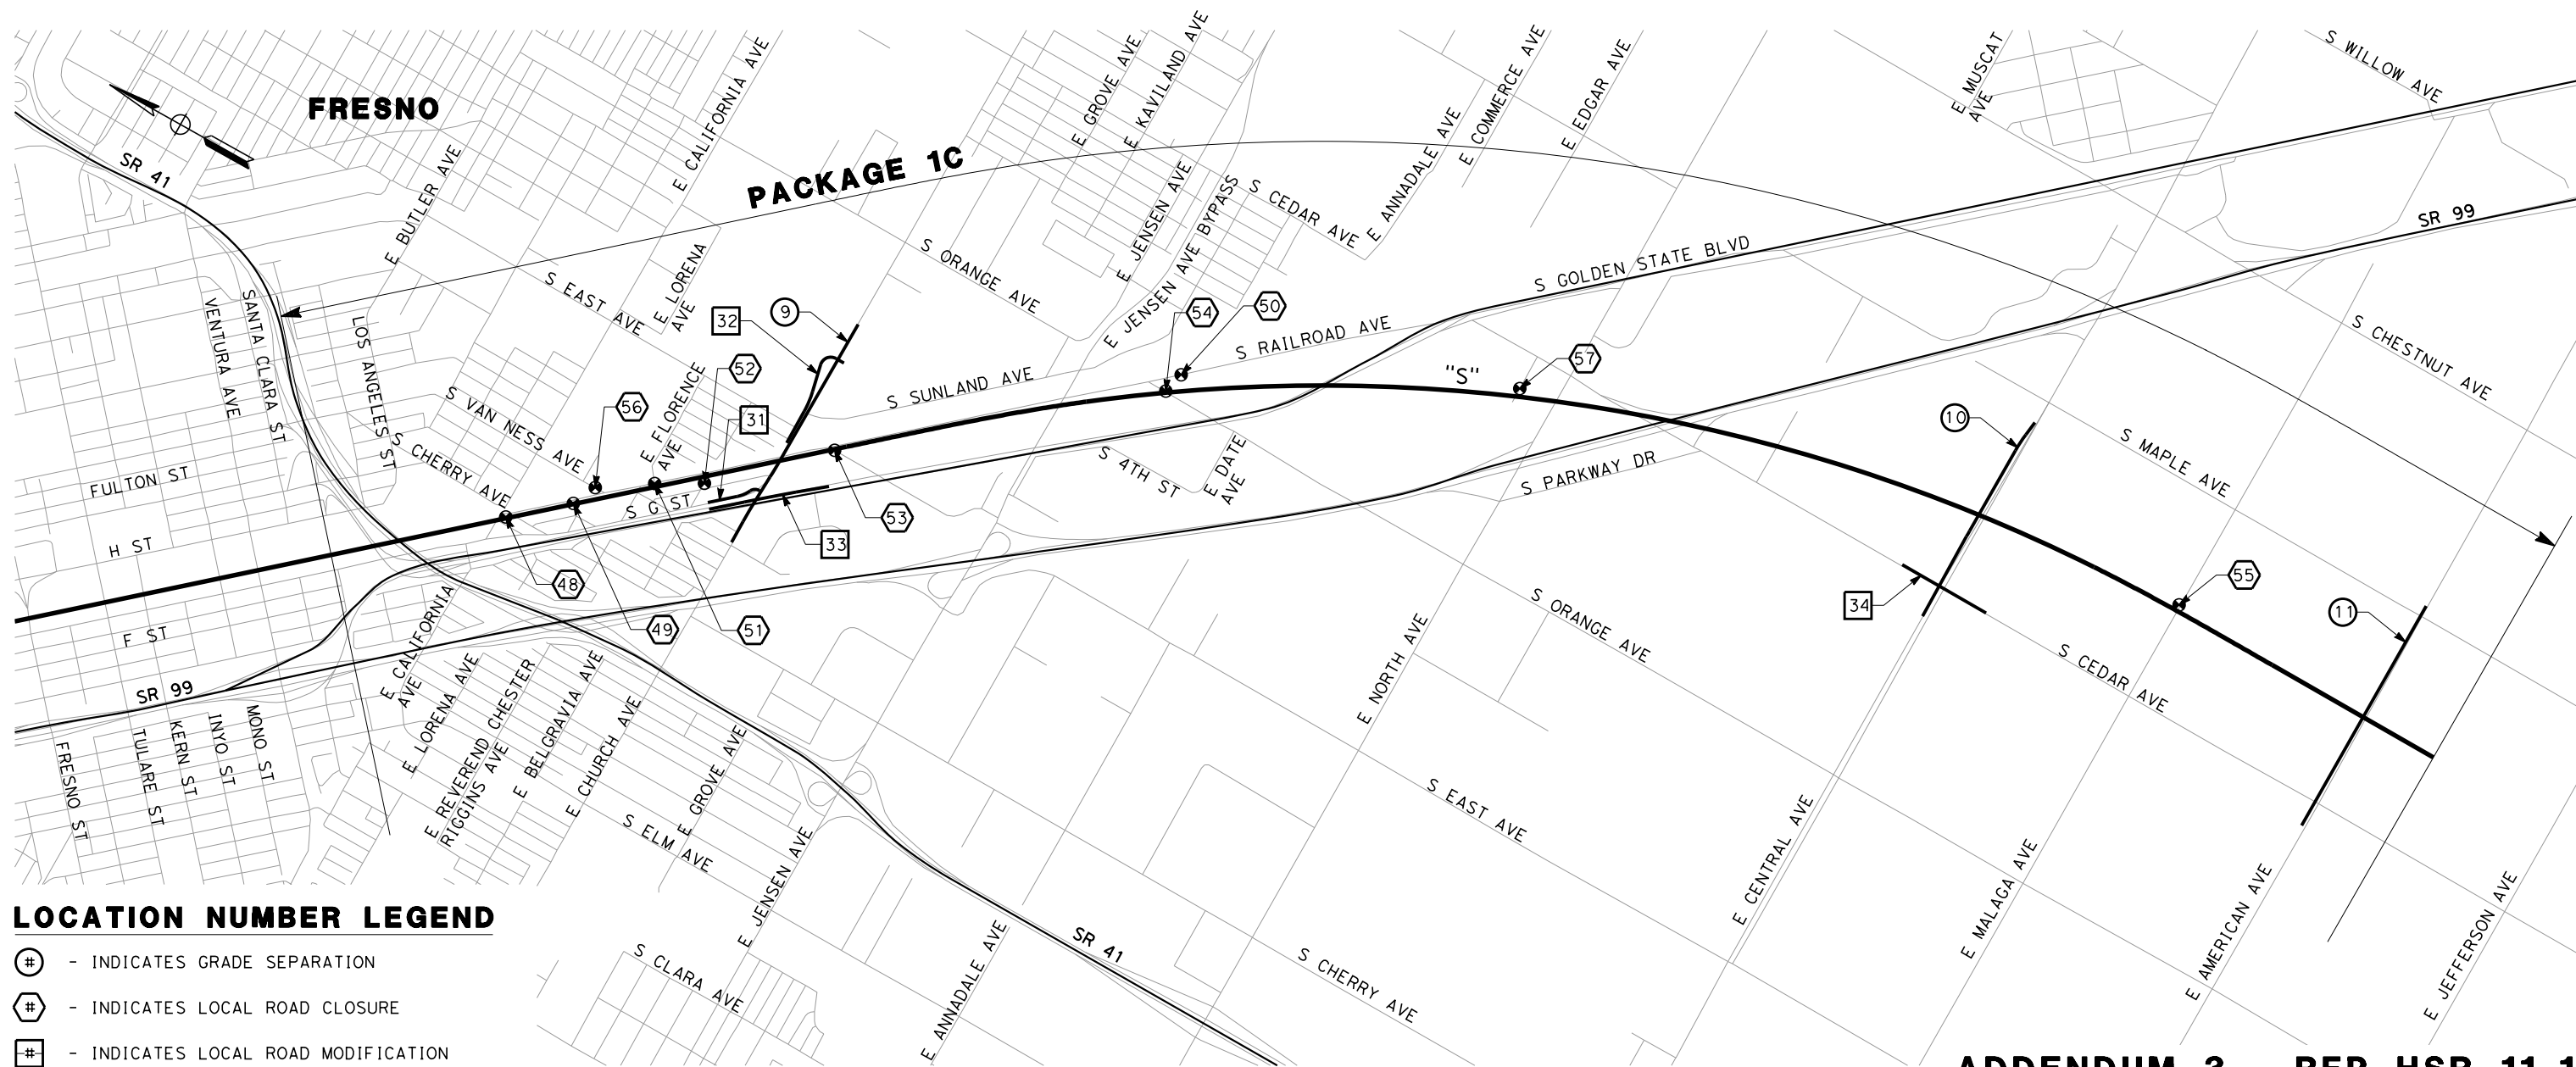 S WILLOW AVE
E MUSCAT
AVE
E GROVE AVE
E KAVILAND AVE
E COMMERCE AVE
E EDGAR AVE
E CALIFORNIA AVE
FRESNO
SR 41
E BUTLER AVE
PACKAGE 1C
E ANNADALE AVE
S CEDAR AVE
E JENSEN AVE
E JENSEN AVE BYPASS
SR 99
S GOLDEN STATE BLVD
S ORANGE AVE
S EAST AVE
E LORENA
AVE
VENTURA AVE
SANTA CLARA ST
LOS ANGELES ST
32
9
54
50
S RAILROAD AVE
57
"S"
S CHESTNUT AVE
52
S SUNLAND AVE
56
31
E FLORENCE
AVE
S VAN NESS AVE
S CHERRY AVE
10
S MAPLE AVE
S 4TH ST
E DATE
AVE
S PARKWAY DR
FULTON ST
S G ST
53
33
H ST
48
55
34
11
49
51
S ORANGE AVE
F ST
E CALIFORNIA
AVE
SR 99
E LORENA AVE
E REVEREND CHESTER
RIGGINS AVE
E BELGRAVIA AVE
E CHURCH AVE
E NORTH AVE
S CEDAR AVE
FRESNO ST
TULARE ST
KERN ST
INYO ST
MONO ST
E GROVE AVE
S ELM AVE
S EAST AVE
E JENSEN AVE
E CENTRAL AVE
E MALAGA AVE
E AMERICAN AVE
E JEFFERSON AVE
S CLARA AVE
E ANNADALE AVE
SR 41
S CHERRY AVE
LOCATION NUMBER LEGEND
# - INDICATES GRADE SEPARATION
# - INDICATES LOCAL ROAD CLOSURE
# - INDICATES LOCAL ROAD MODIFICATION
ADDENDUM 3 - RFP HSR 11-1